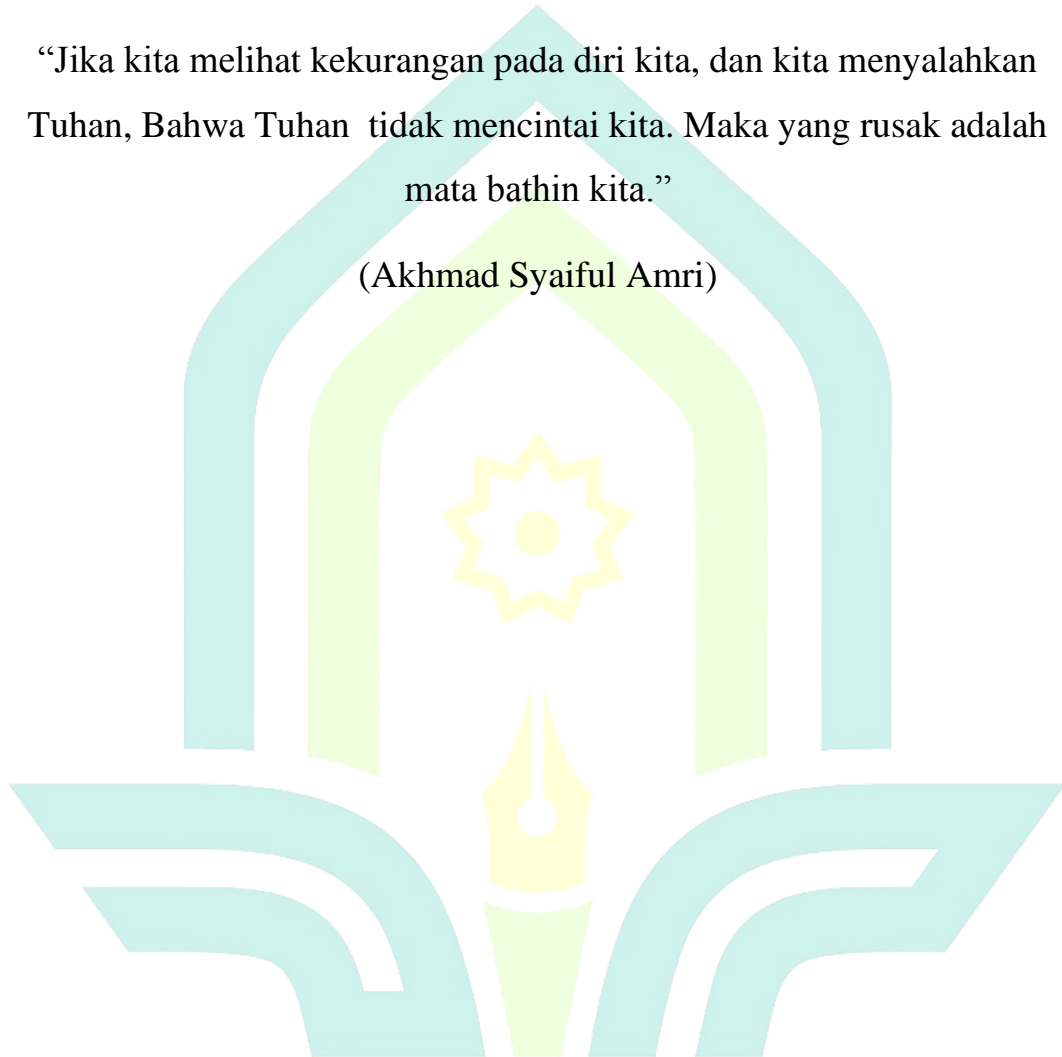 “Jika kita melihat kekurangan pada diri kita, dan kita menyalahkan
Tuhan, Bahwa Tuhan  tidak mencintai kita. Maka yang rusak adalah
mata bathin kita.”
(Akhmad Syaiful Amri)